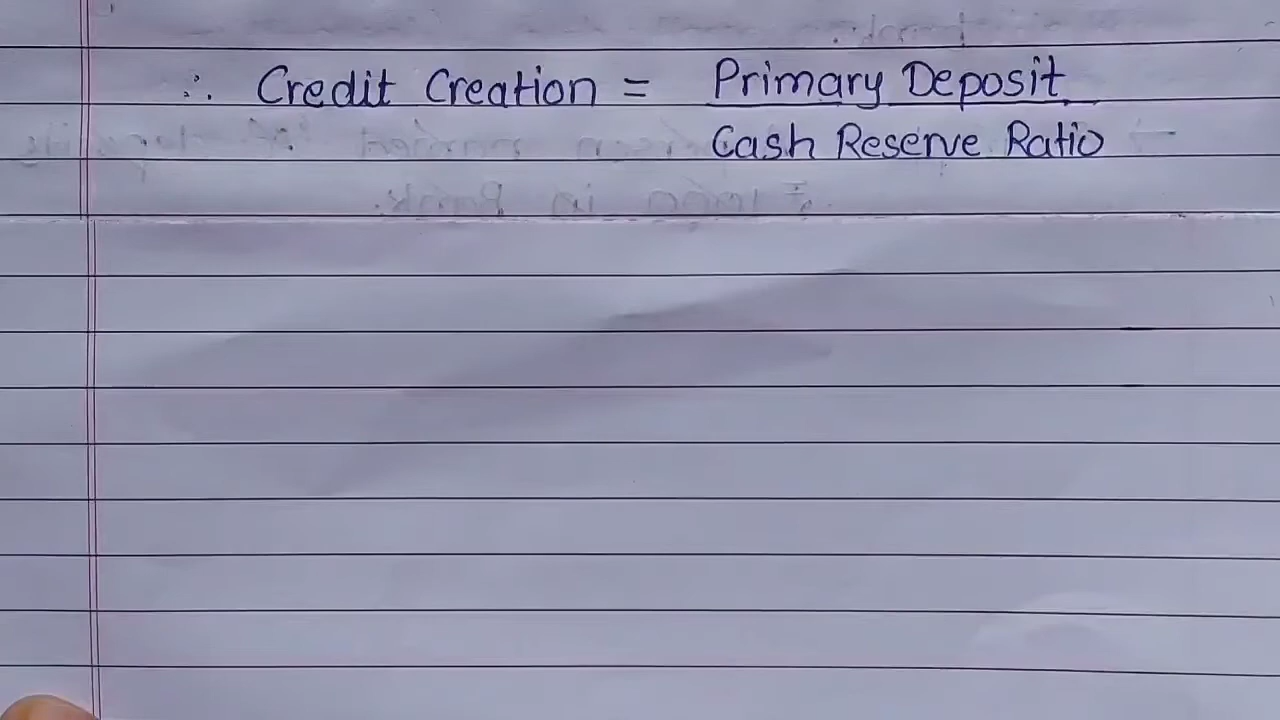 ∴ Credit Creation = Primary Deposit
Cash Reserve Ratio